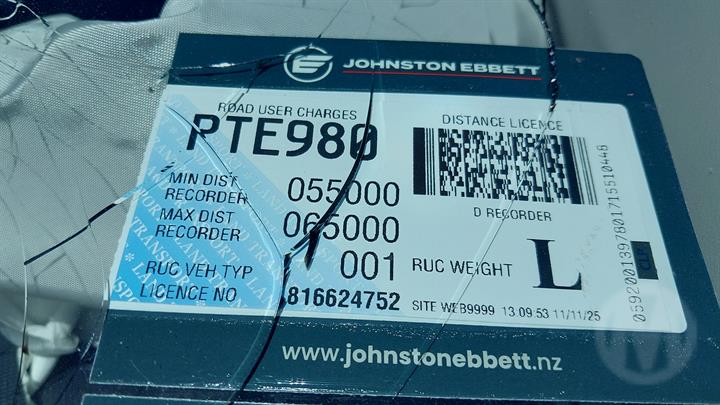 JOHNSTON EBBETT
ROAD USER CHARGES
PTE980
DISTANCE LICENCE
MIN DIST RECORDER 055000
MAX DIST RECORDER 065000
D RECORDER
RUC VEH TYP 001
RUC WEIGHT L
LICENCE NO 816624752
SITE WEB9999 13 09:53 11/11/25
www.johnstonebbett.nz